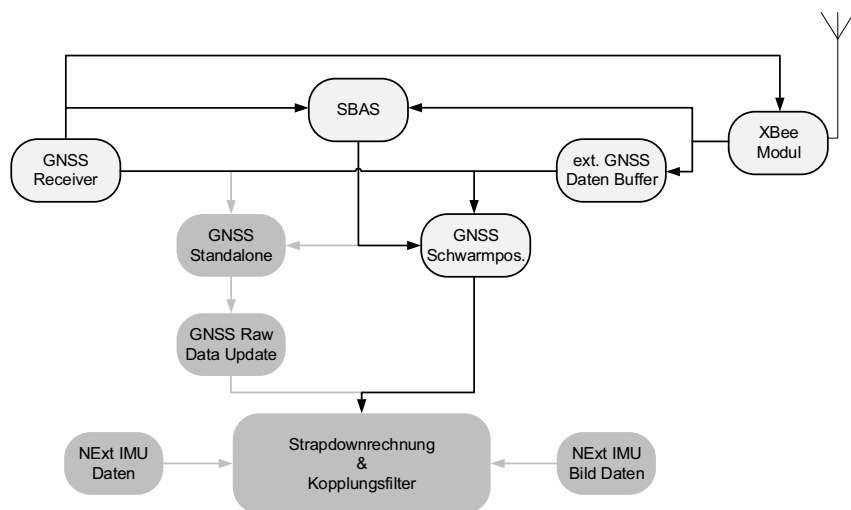 SBAS
XBee
Modul
GNSS
Receiver
ext. GNSS
Daten Buffer
GNSS
Standalone
GNSS
Schwarmpos.
GNSS Raw
Data Update
Strapdownrechnung
&
Kopplungsfilter
NExt IMU
Daten
NExt IMU
Bild Daten